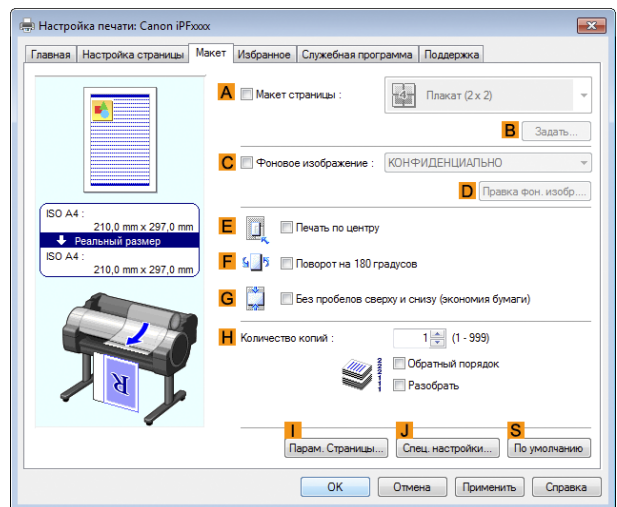 Настройка печати: Canon iPFxxxx
Главная Настройка страницы Макет Избранное Служебная программа Поддержка
A Макет страницы : 4 Плакат (2 x 2)
B Задать...
C Фоновое изображение : КОНФИДЕНЦИАЛЬНО
D Правка фон. изобр....
ISO A4 :
210,0 mm x 297,0 mm
Реальный размер
ISO A4 :
210,0 mm x 297,0 mm
E Печать по центру
F Поворот на 180 градусов
G Без пробелов сверху и снизу (экономия бумаги)
H Количество копий : 1 (1 - 999)
Обратный порядок
Разобрать
R
I J S
Парам. Страницы... Спец. настройки... По умолчанию
OK Отмена Применить Справка